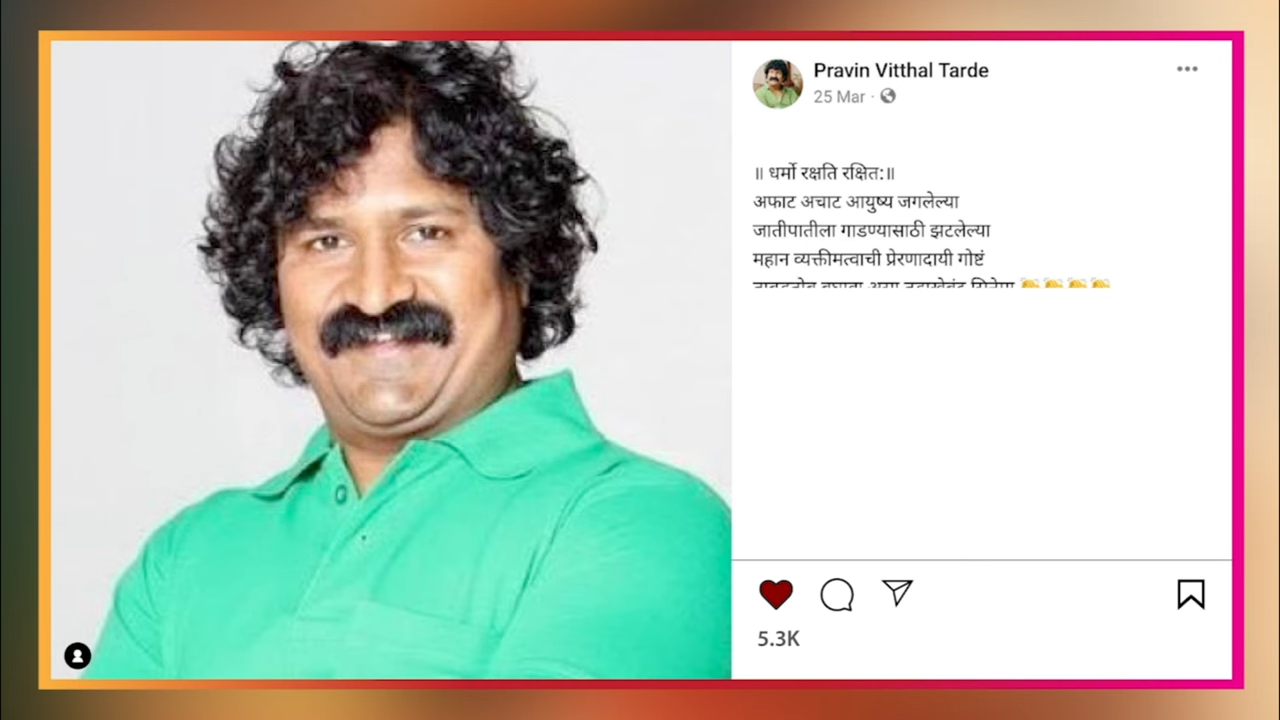 Pravin Vitthal Tarde
25 Mar ·
॥ धर्मो रक्षति रक्षित:॥
अफाट अचाट आयुष्य जगलेल्या
जातीपातीला गाडण्यासाठी झटलेल्या
महान व्यक्तीमत्वाची प्रेरणादायी गोष्टं
5.3K